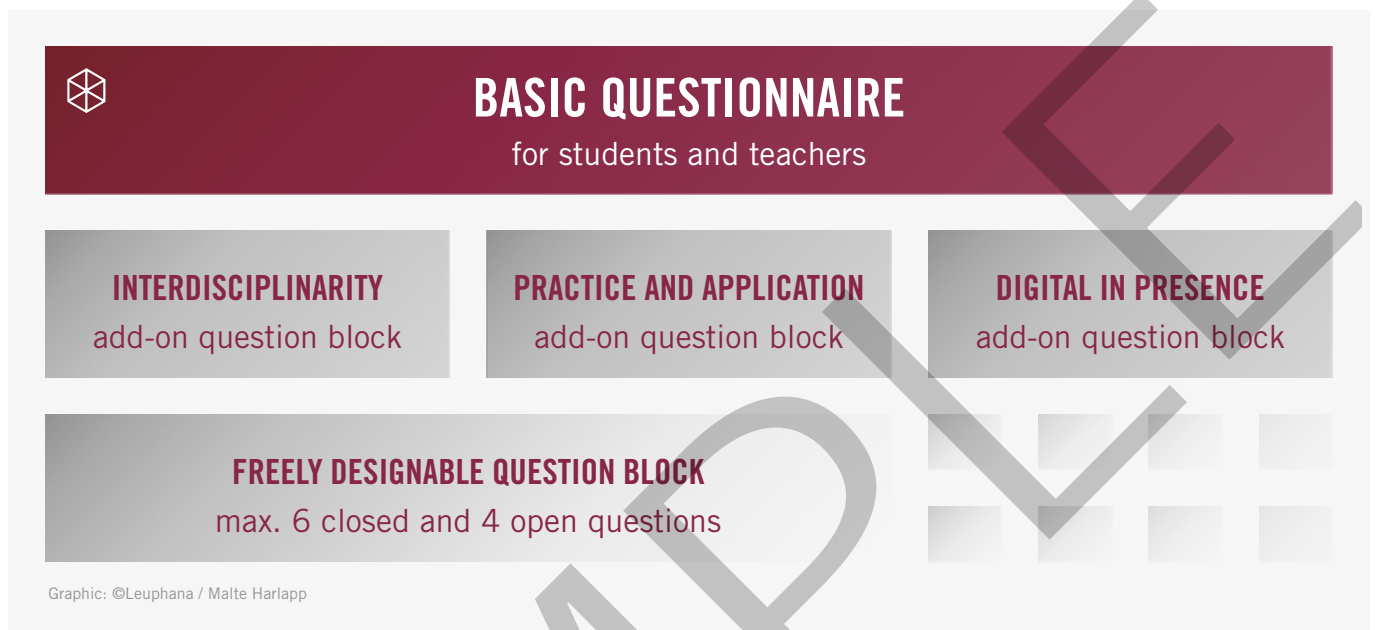 BASIC QUESTIONNAIRE
for students and teachers
INTERDISCIPLINARITY
add-on question block
PRACTICE AND APPLICATION
add-on question block
DIGITAL IN PRESENCE
add-on question block
FREELY DESIGNABLE QUESTION BLOCK
max. 6 closed and 4 open questions
Graphic: ©Leuphana / Malte Harlapp